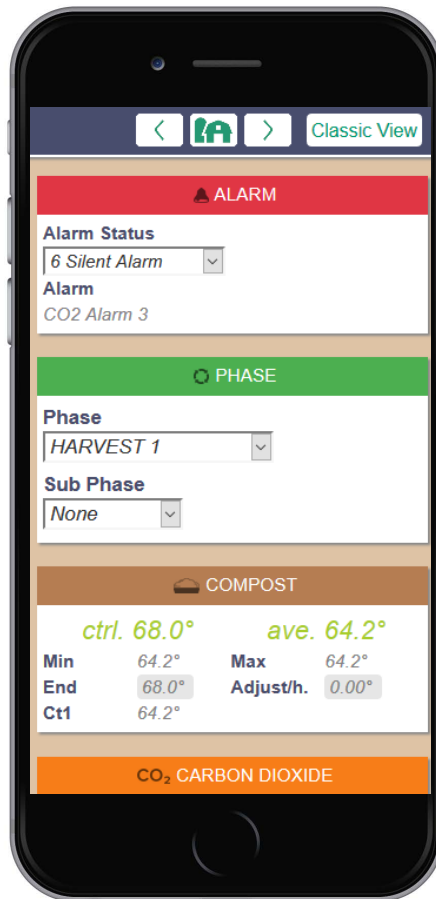 Classic View
ALARM
Alarm Status
6 Silent Alarm
Alarm
CO2 Alarm 3
PHASE
Phase
HARVEST 1
Sub Phase
None
COMPOST
ctrl. 68.0° ave. 64.2°
Min 64.2° Max 64.2°
End 68.0° Adjust/h. 0.00°
Ct1 64.2°
CO₂ CARBON DIOXIDE